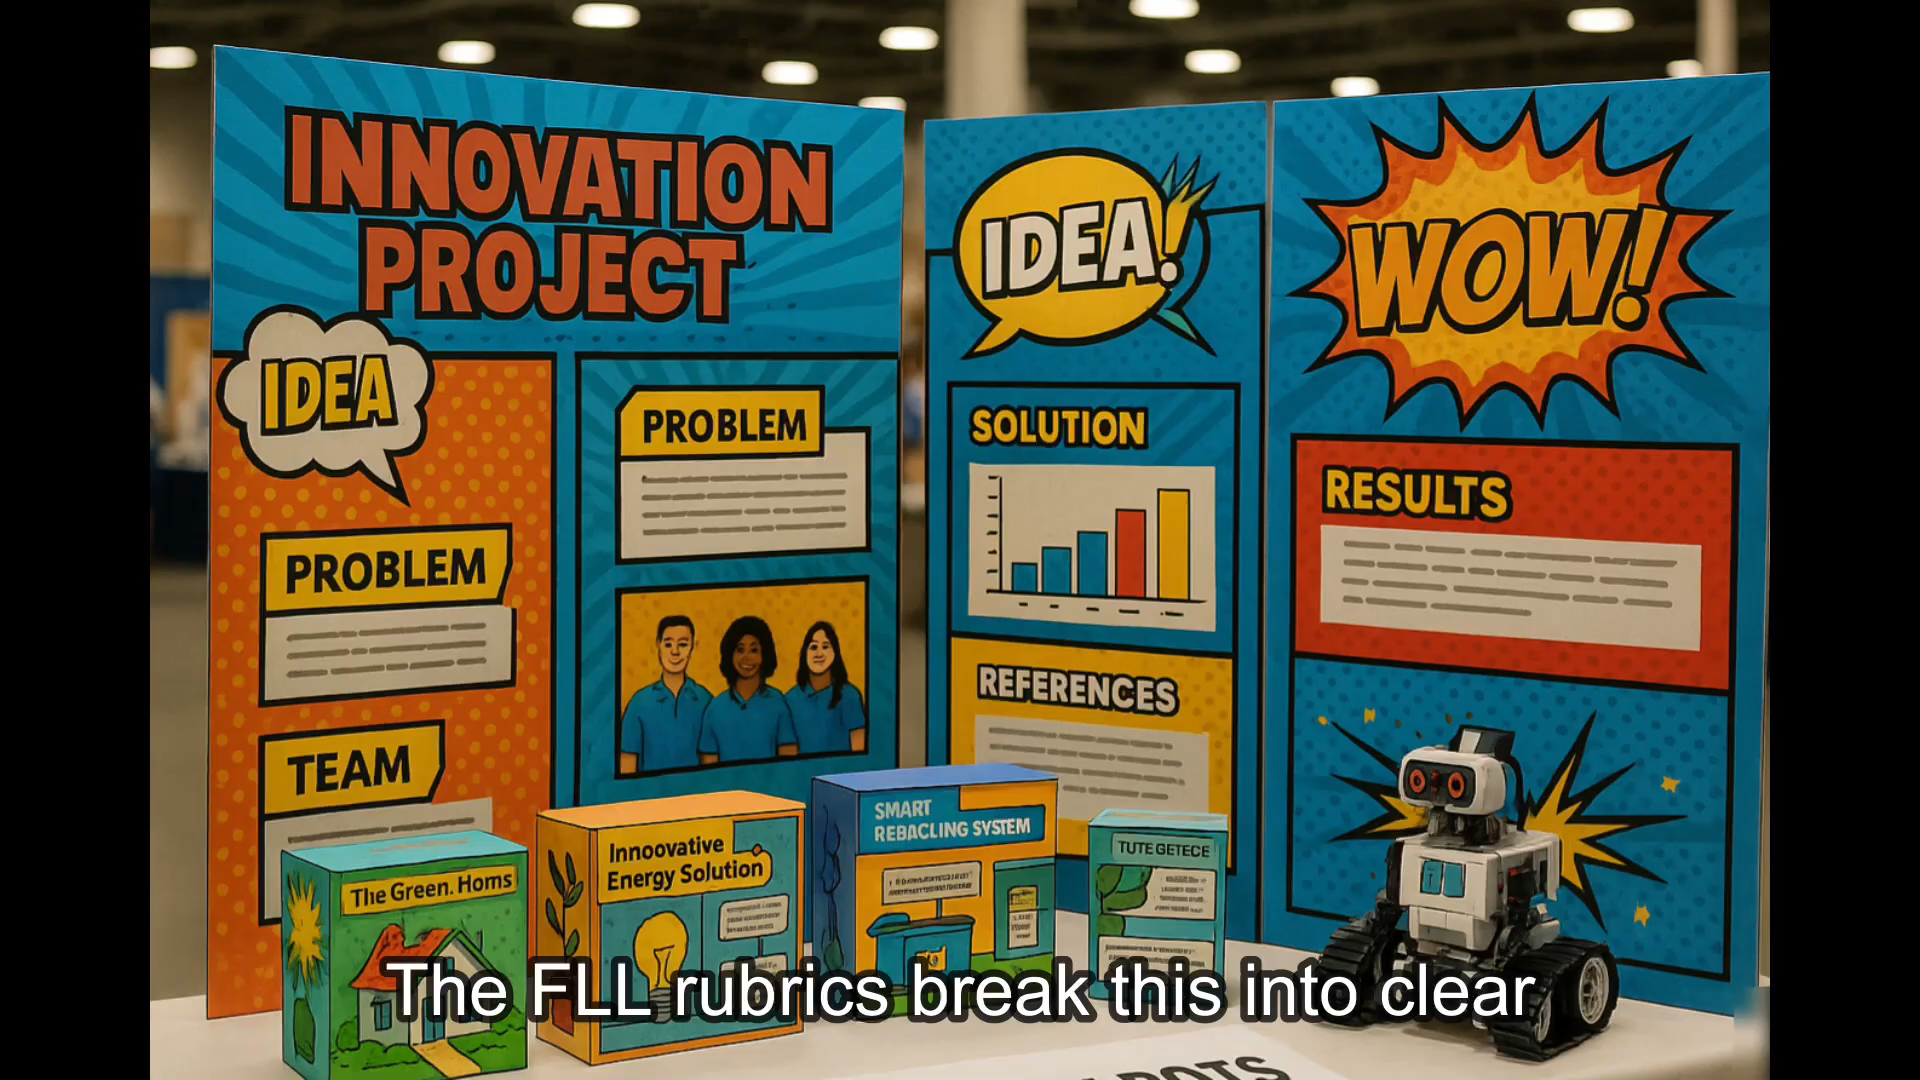 INNOVATION
PROJECT
IDEA
PROBLEM
TEAM
PROBLEM
IDEA!
SOLUTION
REFERENCES
WOW!
RESULTS
The Green. Homs
Innoovative
Energy Solution
SMART
REBACLING SYSTEM
TUTE GETECE
The FLL rubrics break this into clear